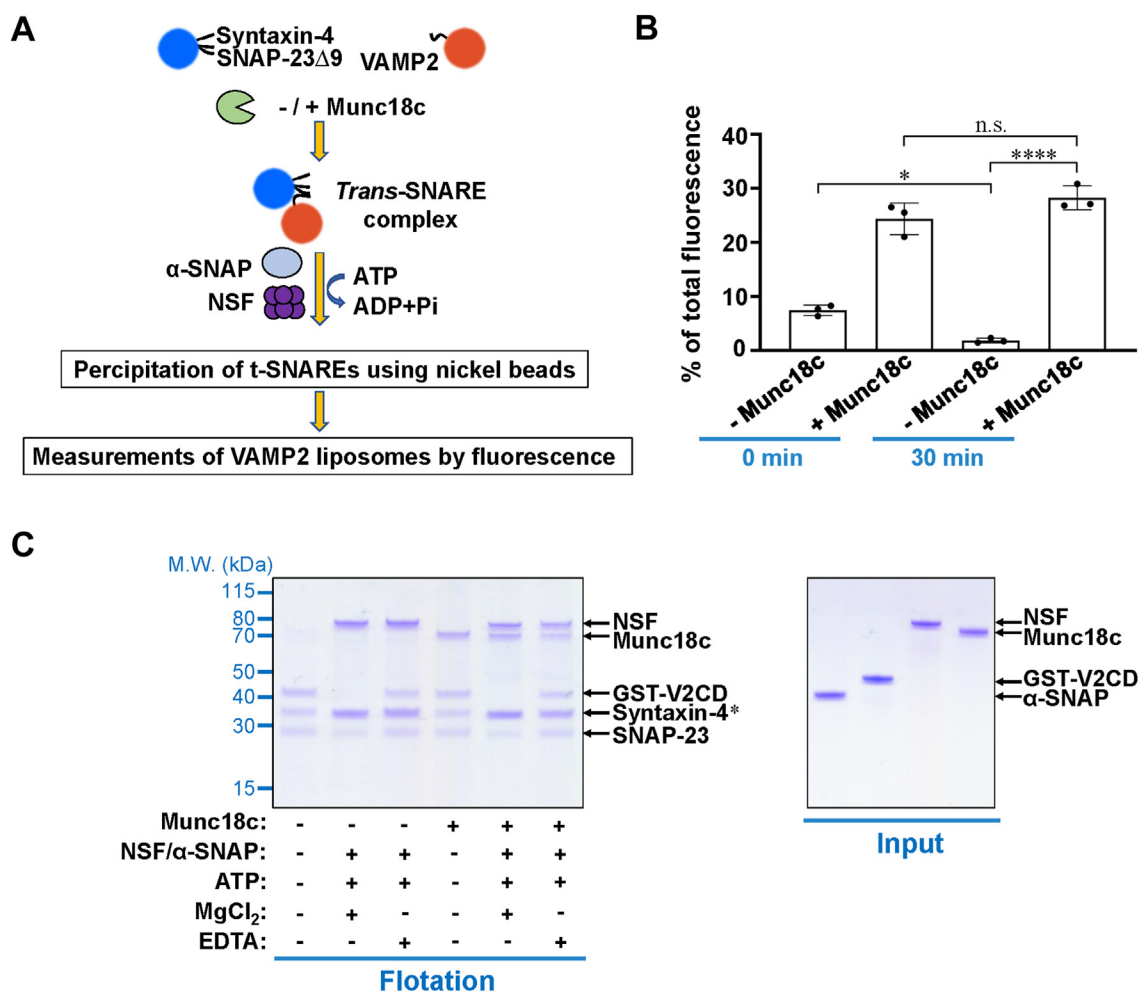 A
Syntaxin-4
SNAP-23Δ9
VAMP2
- / + Munc18c
Trans-SNARE
complex
α-SNAP
NSF
ATP
ADP+Pi
Percipitation of t-SNAREs using nickel beads
Measurements of VAMP2 liposomes by fluorescence
B
% of total fluorescence
40
30
20
10
0
n.s.
****
*
- Munc18c
+ Munc18c
- Munc18c
+ Munc18c
0 min
30 min
C
M.W. (kDa)
115
80
70
50
40
30
15
NSF
Munc18c
GST-V2CD
Syntaxin-4*
SNAP-23
Munc18c: - - - + + +
NSF/α-SNAP: - + + - + +
ATP: - + + - + +
MgCl₂: - + - - + -
EDTA: - - + - - +
Flotation
NSF
Munc18c
GST-V2CD
α-SNAP
Input